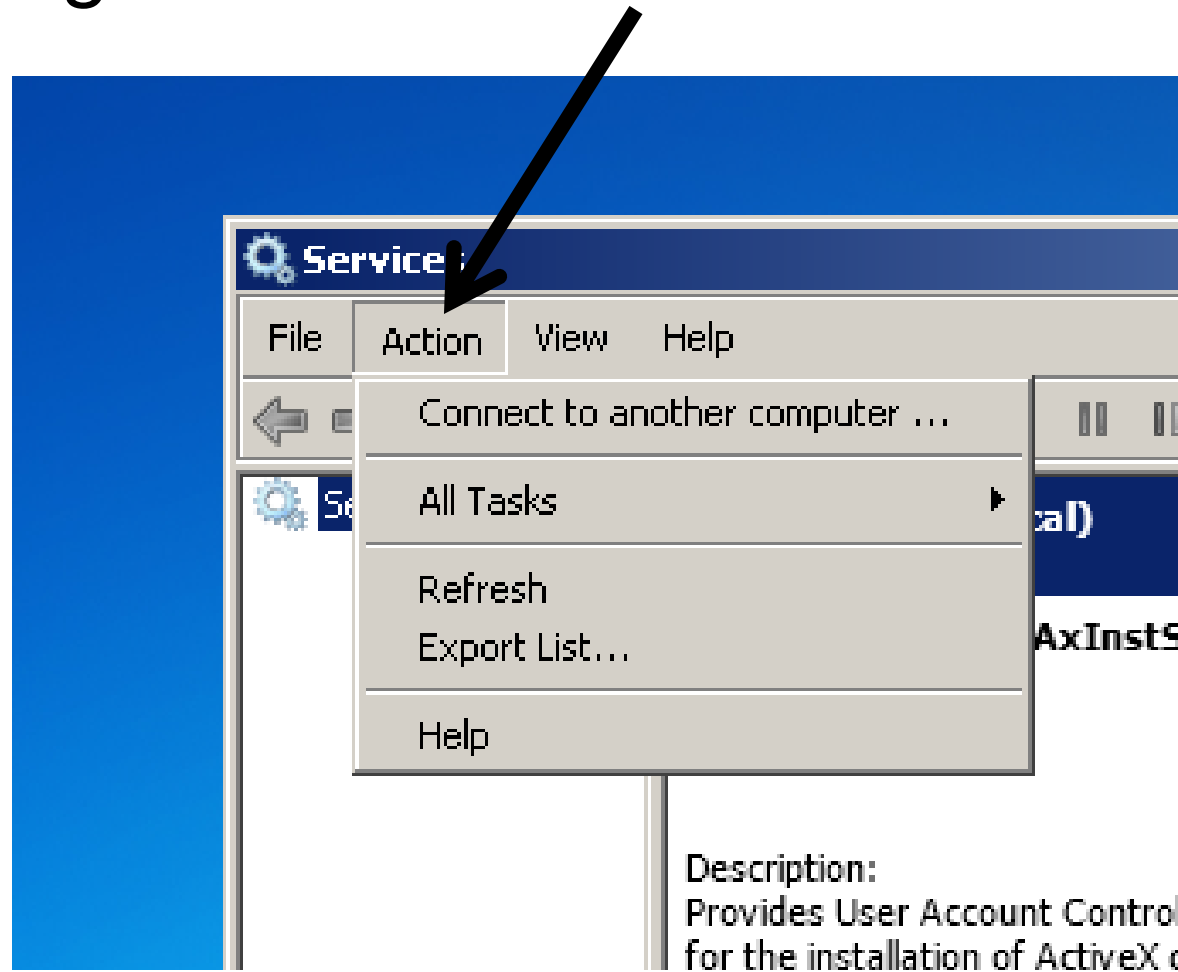 Services
File Action View Help
Connect to another computer ...
All Tasks
Refresh
Export List...
Help
Description:
Provides User Account Control
for the installation of ActiveX